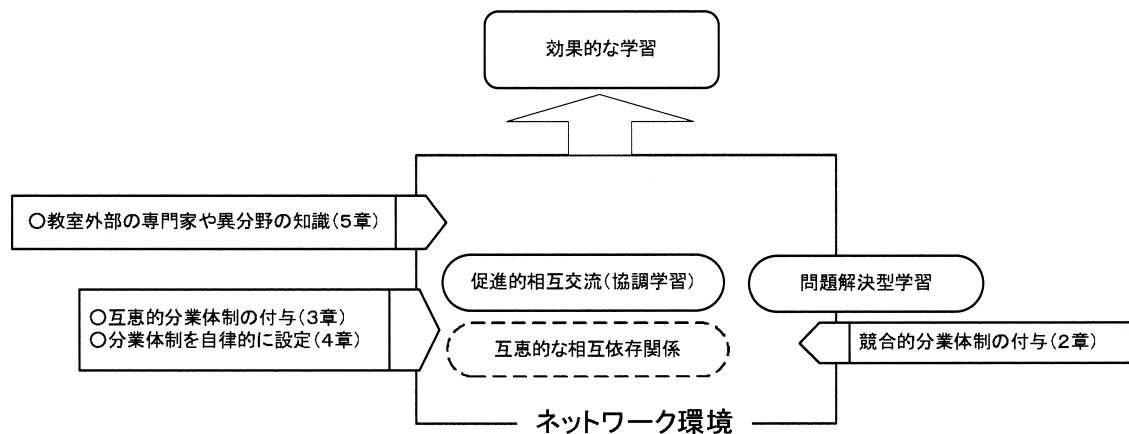 効果的な学習
○教室外部の専門家や異分野の知識(5章)
促進的相互交流(協調学習)
問題解決型学習
○互恵的分業体制の付与(3章)
○分業体制を自律的に設定(4章)
互恵的な相互依存関係
競合的分業体制の付与(2章)
ネットワーク環境